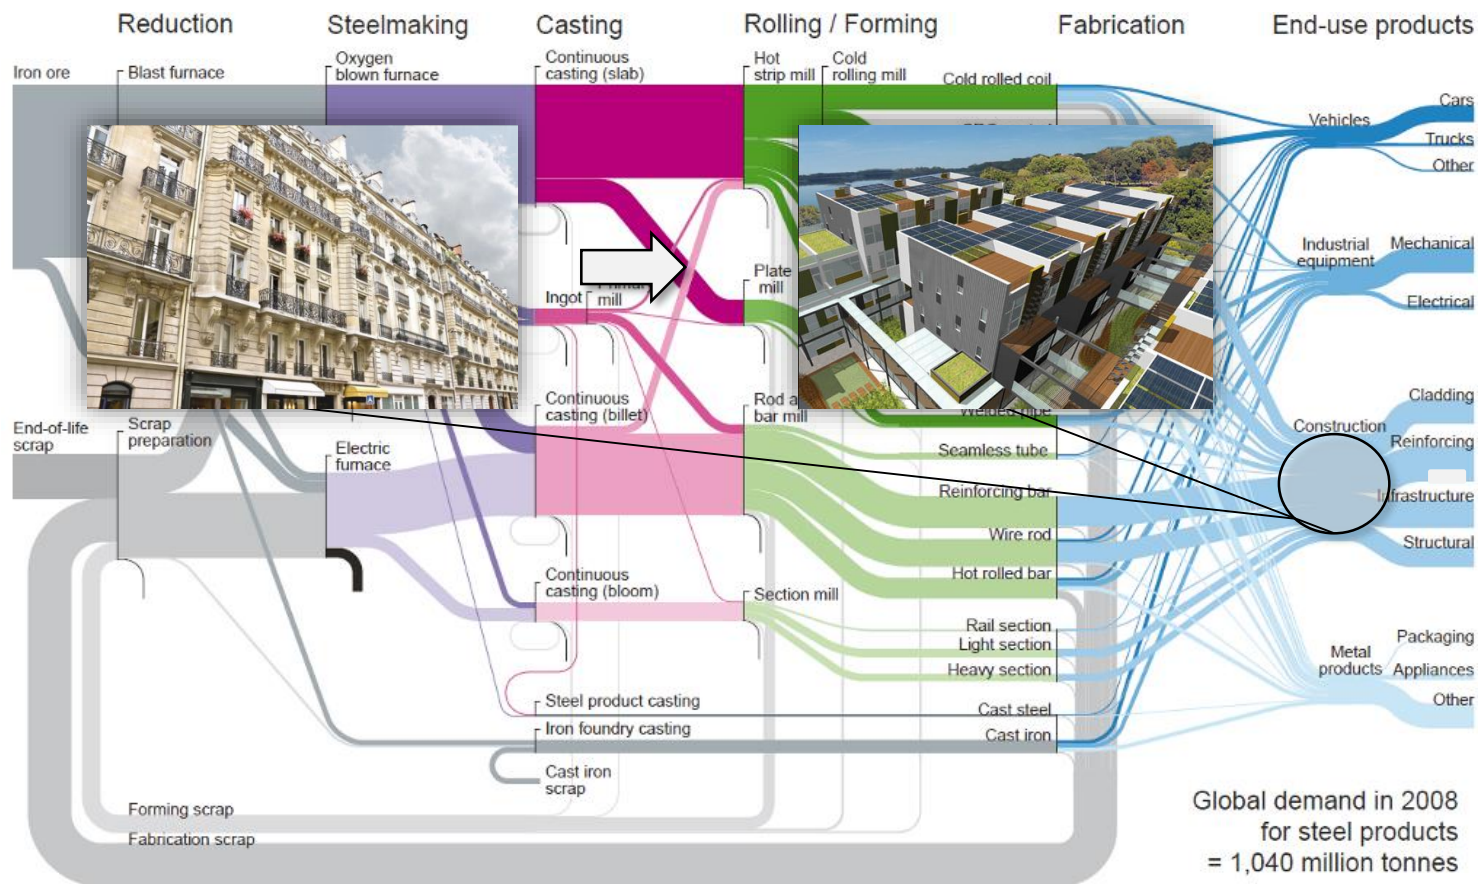 Reduction
Steelmaking
Casting
Rolling / Forming
Fabrication
End-use products
Iron ore
Blast furnace
Oxygen
blown furnace
Continuous
casting (slab)
Hot
strip mill
Cold
rolling mill
Cold rolled coil
Vehicles
Cars
Trucks
Other
Ingot
mill
Plate
mill
Industrial
equipment
Mechanical
Electrical
End-of-life
scrap
Scrap
preparation
Electric
furnace
Continuous
casting (billet)
Rod a
bar mill
Seamless tube
Reinforcing bar
Wire rod
Hot rolled bar
Construction
Cladding
Reinforcing
Infrastructure
Structural
Continuous
casting (bloom)
Section mill
Rail section
Light section
Heavy section
Metal
products
Packaging
Appliances
Other
Steel product casting
Cast steel
Iron foundry casting
Cast iron
Cast iron
scrap
Forming scrap
Fabrication scrap
Global demand in 2008
for steel products
= 1,040 million tonnes